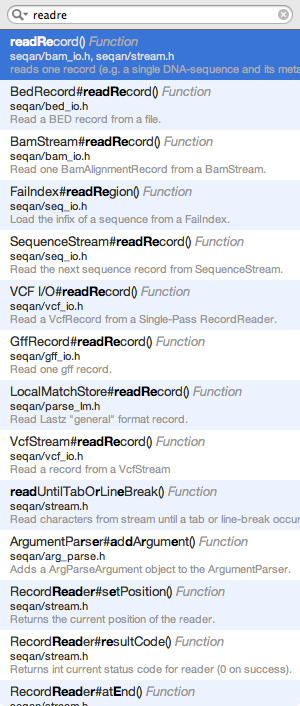 readre
readRecord() Function
seqan/bam_io.h, seqan/stream.h
reads one record (e.g. a single DNA-sequence and its meta
BedRecord#readRecord() Function
seqan/bed_io.h
Read a BED record from a file.
BamStream#readRecord() Function
seqan/bam_io.h
Read one BamAlignmentRecord from a BamStream.
FaiIndex#readRegion() Function
seqan/seq_io.h
Load the infix of a sequence from a FaiIndex.
SequenceStream#readRecord() Function
seqan/seq_io.h
Read the next sequence record from SequenceStream.
VCF I/O#readRecord() Function
seqan/vcf_io.h
Read a VcfRecord from a Single-Pass RecordReader.
GffRecord#readRecord() Function
seqan/gff_io.h
Read one gff record.
LocalMatchStore#readRecord() Function
seqan/parse_lm.h
Read Lastz "general" format record.
VcfStream#readRecord() Function
seqan/vcf_io.h
Read a record from a VcfStream
readUntilTabOrLineBreak() Function
seqan/stream.h
Read characters from stream until a tab or line-break occur
ArgumentParser#addArgument() Function
seqan/arg_parse.h
Adds a ArgParseArgument object to the ArgumentParser.
RecordReader#setPosition() Function
seqan/stream.h
Returns the current position of the reader.
RecordReader#resultCode() Function
seqan/stream.h
Returns int current status code for reader (0 on success).
RecordReader#atEnd() Function
seqan/stream.h